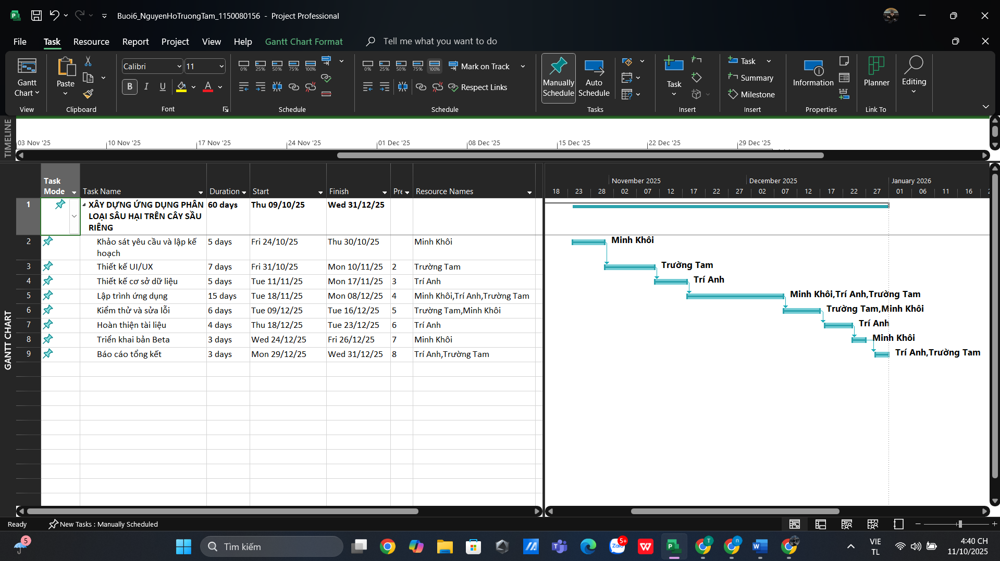 Buoi6_NguyenHoTruongTam_1150080156 - Project Professional
File Task Resource Report Project View Help Gantt Chart Format Tell me what you want to do
Gantt Chart
View
Paste
Clipboard
Calibri 11
B I U A
Font
0% 25% 50% 75% 100%
Schedule
0% 25% 50% 75% 100% Mark on Track
Respect Links
Schedule
Manually Schedule
Auto Schedule
Tasks
Task
Insert
Task
Summary
Milestone
Insert
Information
Properties
Planner
Link To
Editing
TIMELINE
03 Nov '25 10 Nov '25 17 Nov '25 24 Nov '25 01 Dec '25 08 Dec '25 15 Dec '25 22 Dec '25 29 Dec '25
GANTT CHART
Task Mode Task Name Duration Start Finish Pre Resource Names
November 2025 December 2025 January 2026
18 23 28 02 07 12 17 22 27 02 07 12 17 22 27 01 06 11 16
1 XÂY DỰNG ỨNG DỤNG PHÂN LOẠI SÂU HẠI TRÊN CÂY SẦU RIÊNG 60 days Thu 09/10/25 Wed 31/12/25
2 Khảo sát yêu cầu và lập kế hoạch 5 days Fri 24/10/25 Thu 30/10/25 Minh Khôi
3 Thiết kế UI/UX 7 days Fri 31/10/25 Mon 10/11/25 2 Trường Tam
4 Thiết kế cơ sở dữ liệu 5 days Tue 11/11/25 Mon 17/11/25 3 Trí Anh
5 Lập trình ứng dụng 15 days Tue 18/11/25 Mon 08/12/25 4 Minh Khôi,Trí Anh,Trường Tam
6 Kiểm thử và sửa lỗi 6 days Tue 09/12/25 Tue 16/12/25 5 Trường Tam,Minh Khôi
7 Hoàn thiện tài liệu 4 days Thu 18/12/25 Tue 23/12/25 6 Trí Anh
8 Triển khai bản Beta 3 days Wed 24/12/25 Fri 26/12/25 7 Minh Khôi
9 Báo cáo tổng kết 3 days Mon 29/12/25 Wed 31/12/25 8 Trí Anh,Trường Tam
Minh Khôi
Trường Tam
Trí Anh
Minh Khôi,Trí Anh,Trường Tam
Trường Tam,Minh Khôi
Trí Anh
Minh Khôi
Trí Anh,Trường Tam
Ready New Tasks : Manually Scheduled
5
Tìm kiếm
Zalo 5+
VIE
TL
4:40 CH
11/10/2025